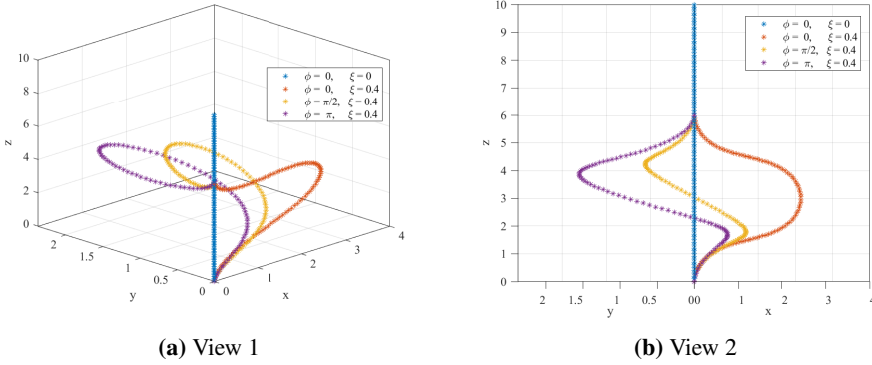 10
8
6
4
2
0
z
2
1.5
1
0.5
0
y
0
1
2
3
4
x
ϕ = 0, ξ = 0
ϕ = 0, ξ = 0.4
ϕ = π/2, ξ = 0.4
ϕ = π, ξ = 0.4
(a) View 1
10
9
8
7
6
5
4
3
2
1
0
z
2 1.5 1 0.5 00 1 2 3 4
y x
ϕ = 0, ξ = 0
ϕ = 0, ξ = 0.4
ϕ = π/2, ξ = 0.4
ϕ = π, ξ = 0.4
(b) View 2